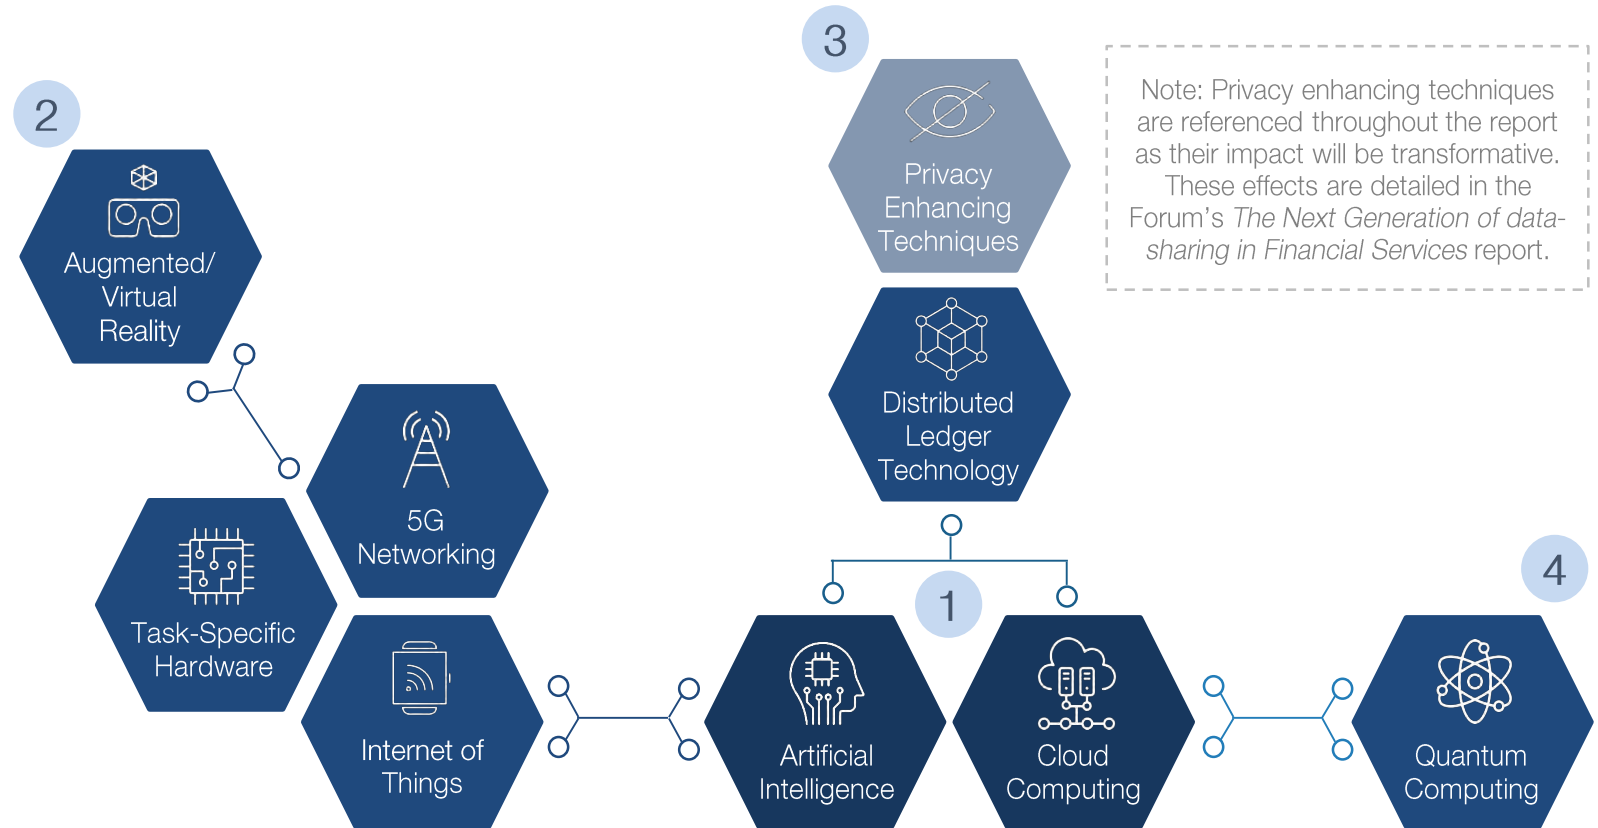 2
Augmented/
Virtual
Reality
5G
Networking
Task-Specific
Hardware
Internet of
Things
3
Privacy
Enhancing
Techniques
Distributed
Ledger
Technology
1
Artificial
Intelligence
Cloud
Computing
4
Quantum
Computing
Note: Privacy enhancing techniques
are referenced throughout the report
as their impact will be transformative.
These effects are detailed in the
Forum’s The Next Generation of data-
sharing in Financial Services report.